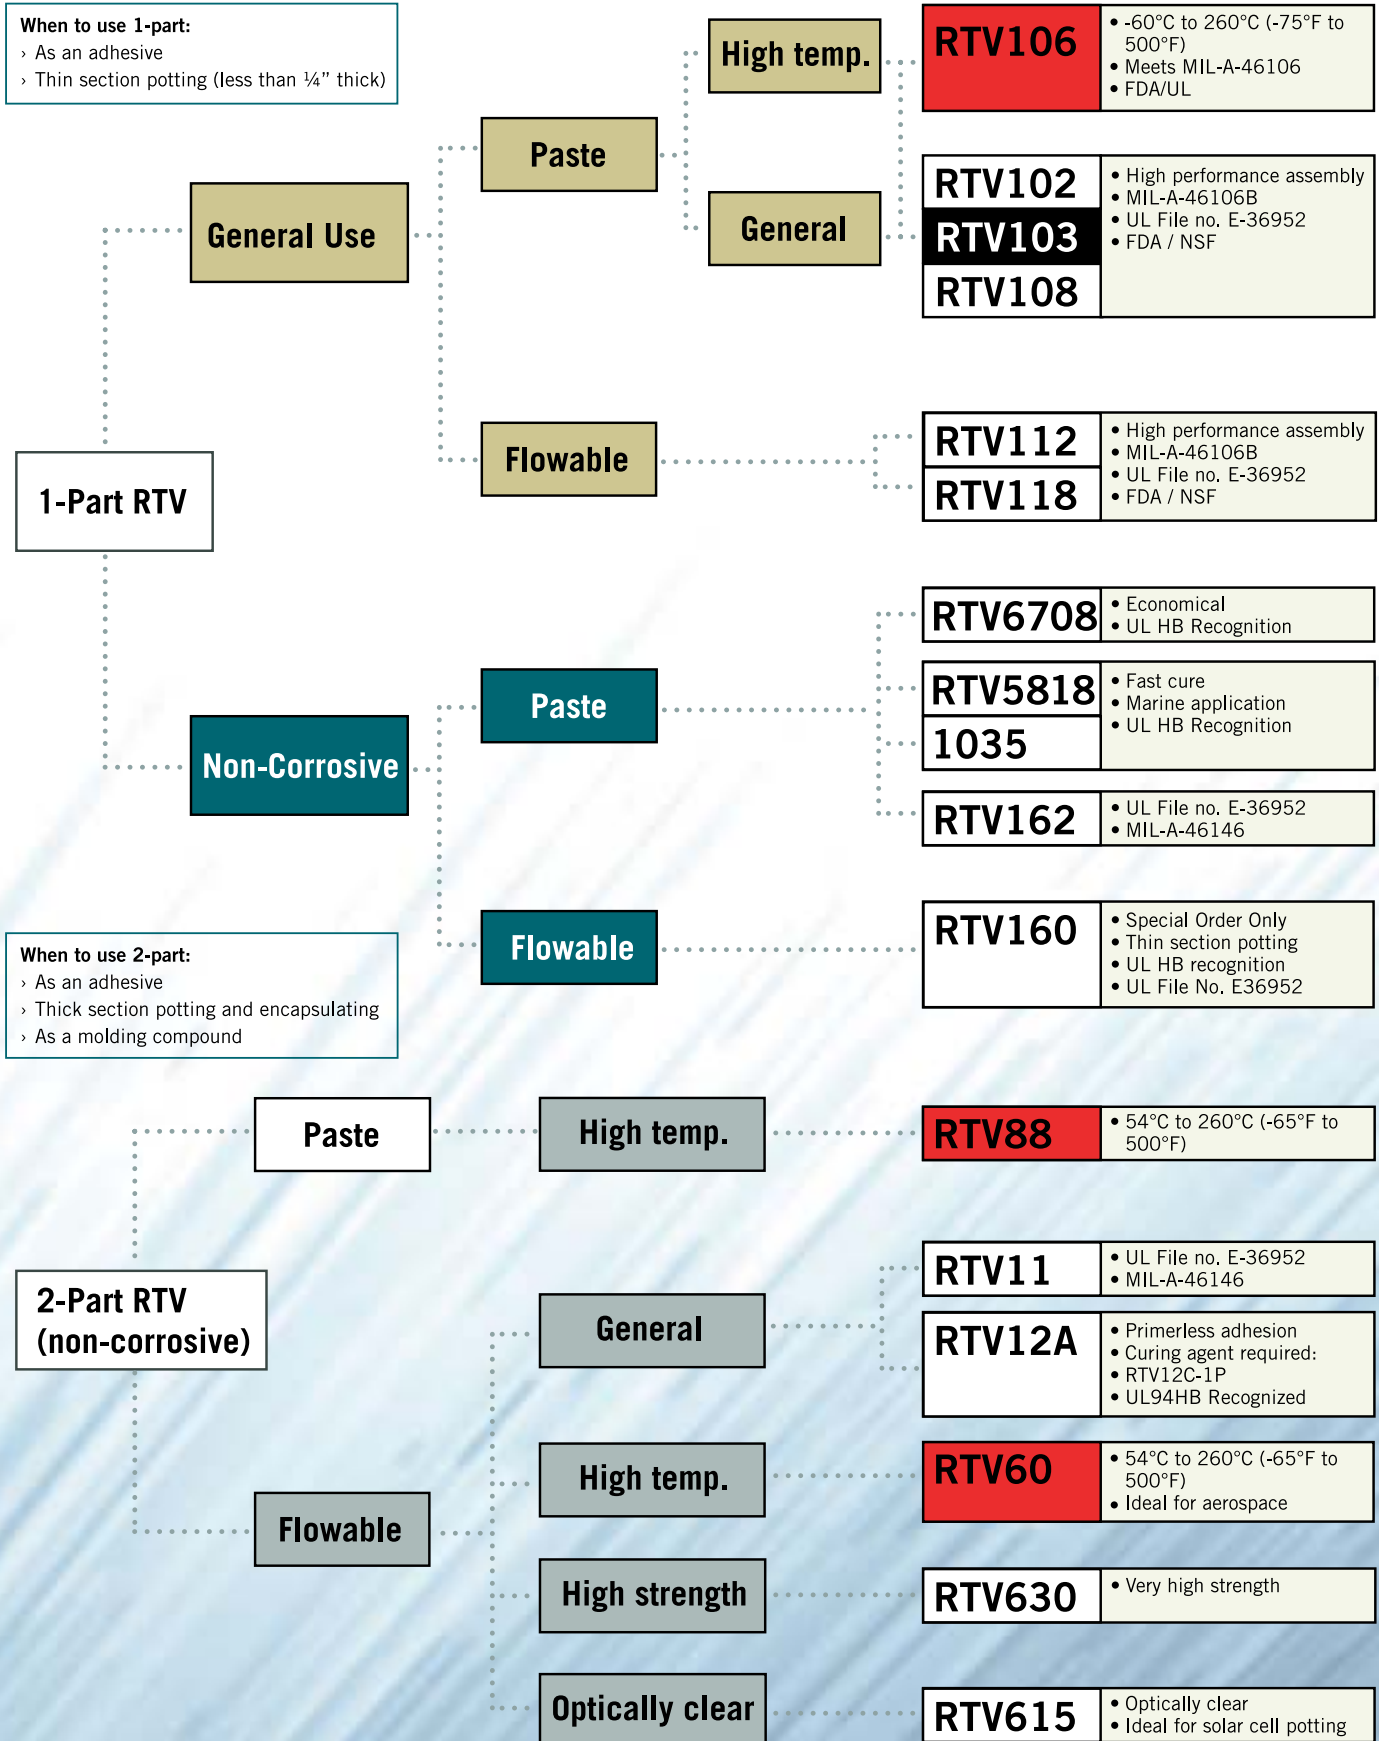 When to use 1-part:
› As an adhesive
› Thin section potting (less than ¼” thick)
High temp.
RTV106
• -60°C to 260°C (-75°F to
500°F)
• Meets MIL-A-46106
• FDA/UL
Paste
General Use
General
RTV102
RTV103
RTV108
• High performance assembly
• MIL-A-46106B
• UL File no. E-36952
• FDA / NSF
Flowable
RTV112
RTV118
• High performance assembly
• MIL-A-46106B
• UL File no. E-36952
• FDA / NSF
1-Part RTV
RTV6708
• Economical
• UL HB Recognition
Paste
RTV5818
1035
• Fast cure
• Marine application
• UL HB Recognition
Non-Corrosive
RTV162
• UL File no. E-36952
• MIL-A-46146
Flowable
RTV160
• Special Order Only
• Thin section potting
• UL HB recognition
• UL File No. E36952
When to use 2-part:
› As an adhesive
› Thick section potting and encapsulating
› As a molding compound
Paste
High temp.
RTV88
• 54°C to 260°C (-65°F to
500°F)
2-Part RTV
(non-corrosive)
General
RTV11
• UL File no. E-36952
• MIL-A-46146
RTV12A
• Primerless adhesion
• Curing agent required:
• RTV12C-1P
• UL94HB Recognized
High temp.
RTV60
• 54°C to 260°C (-65°F to
500°F)
• Ideal for aerospace
Flowable
High strength
RTV630
• Very high strength
Optically clear
RTV615
• Optically clear
• Ideal for solar cell potting